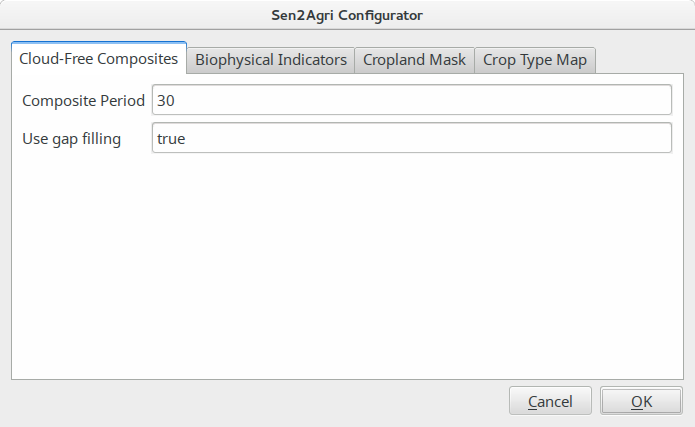 Sen2Agri Configurator
Cloud-Free Composites Biophysical Indicators Cropland Mask Crop Type Map
Composite Period 30
Use gap filling true
Cancel OK